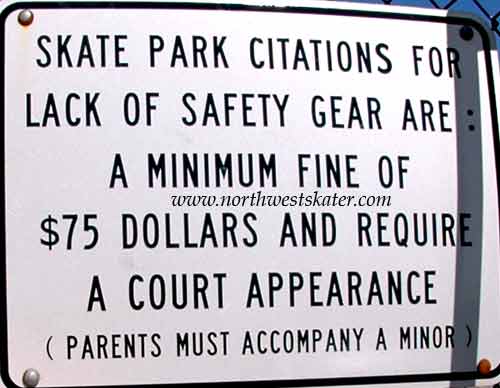 SKATE PARK CITATIONS FOR
LACK OF SAFETY GEAR ARE :
A MINIMUM FINE OF
www.northwestskater.com
$75 DOLLARS AND REQUIRE
A COURT APPEARANCE
( PARENTS MUST ACCOMPANY A MINOR )